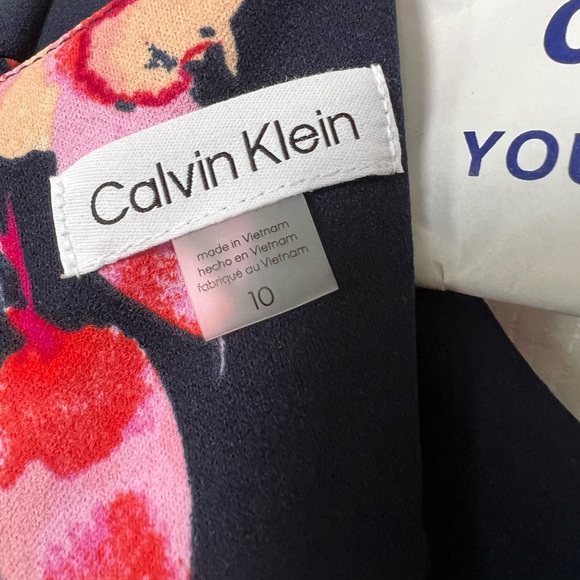 Calvin Klein
made in Vietnam
hecho en Vietnam
fabriqué au Vietnam
10
YOU